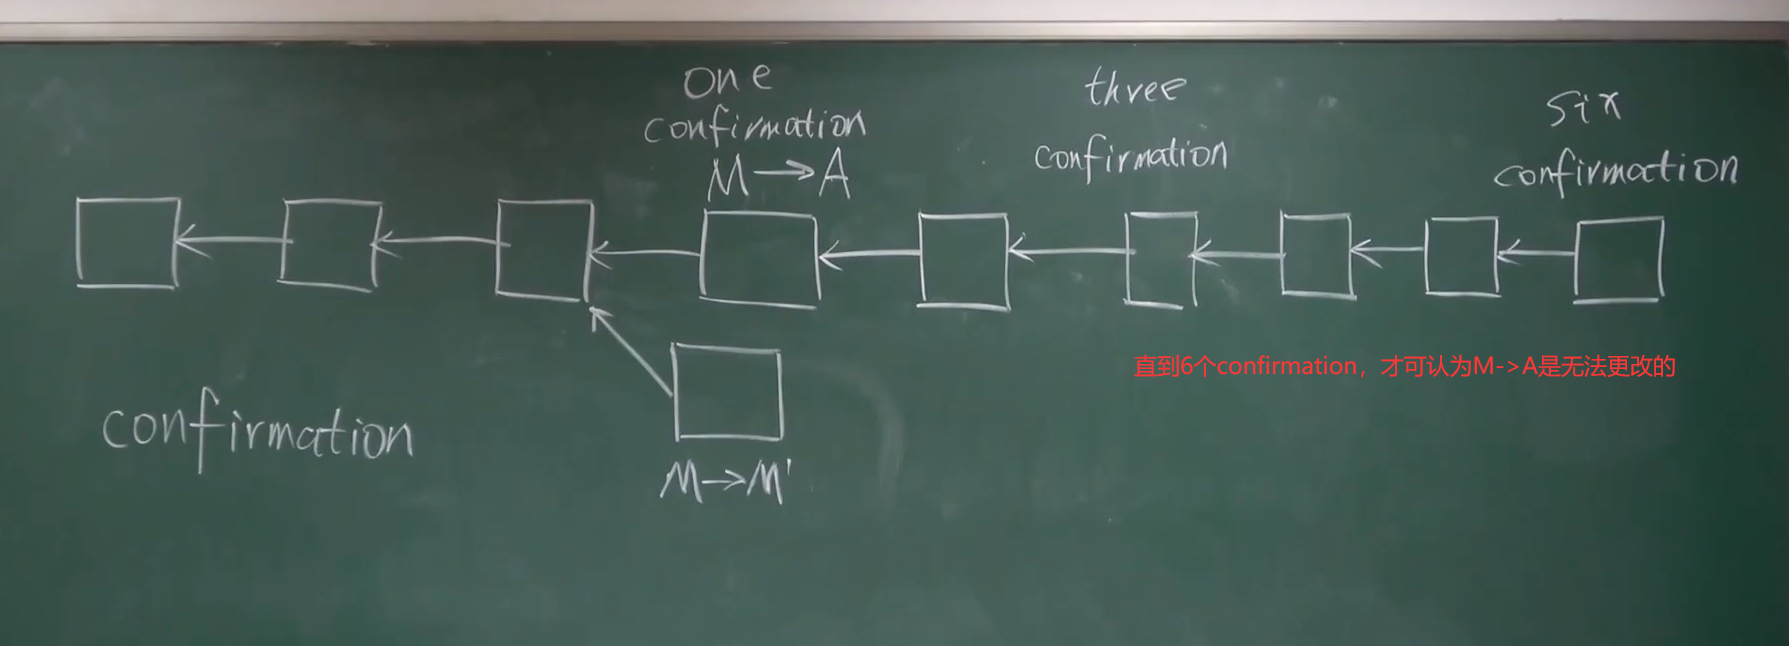 one
confirmation
M→A
three
confirmation
six
confirmation
直到6个confirmation，才可认为M->A是无法更改的
confirmation
M→M'